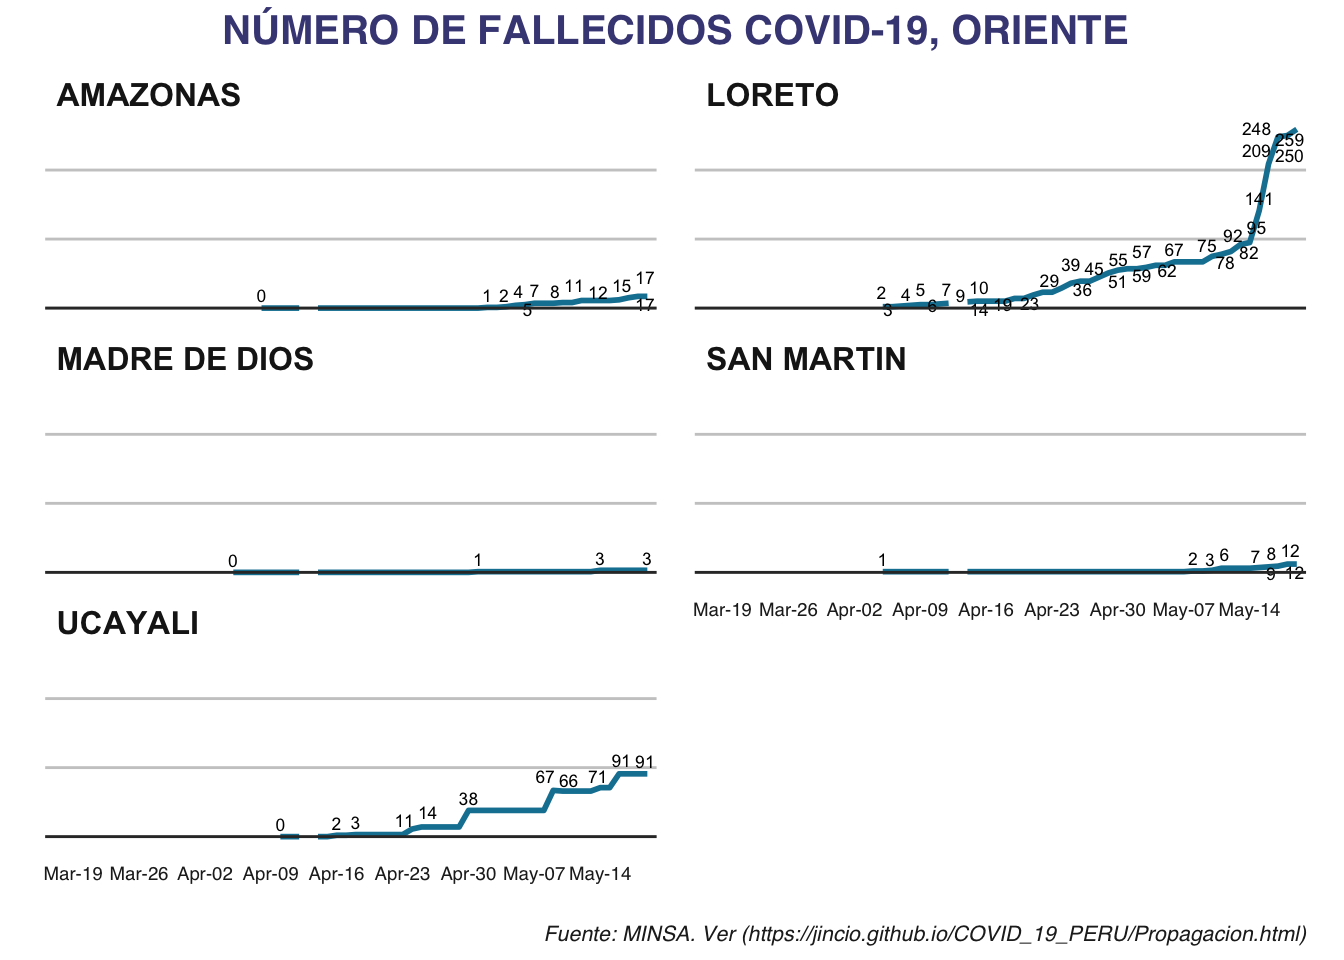 NÚMERO DE FALLECIDOS COVID-19, ORIENTE
AMAZONAS
0 1 2 4 5 7 8 11 12 15 17 17
LORETO
2 3 4 5 6 7 9 10 14 19 23 29 39 36 45 55 51 57 59 62 67 75 78 92 82 95 141 209 248 250 259
MADRE DE DIOS
0 1 3 3
SAN MARTIN
1 2 3 6 7 8 9 12 12
Mar-19 Mar-26 Apr-02 Apr-09 Apr-16 Apr-23 Apr-30 May-07 May-14
UCAYALI
0 2 3 11 14 38 67 66 71 91 91
Mar-19 Mar-26 Apr-02 Apr-09 Apr-16 Apr-23 Apr-30 May-07 May-14
Fuente: MINSA. Ver (https://jincio.github.io/COVID_19_PERU/Propagacion.html)